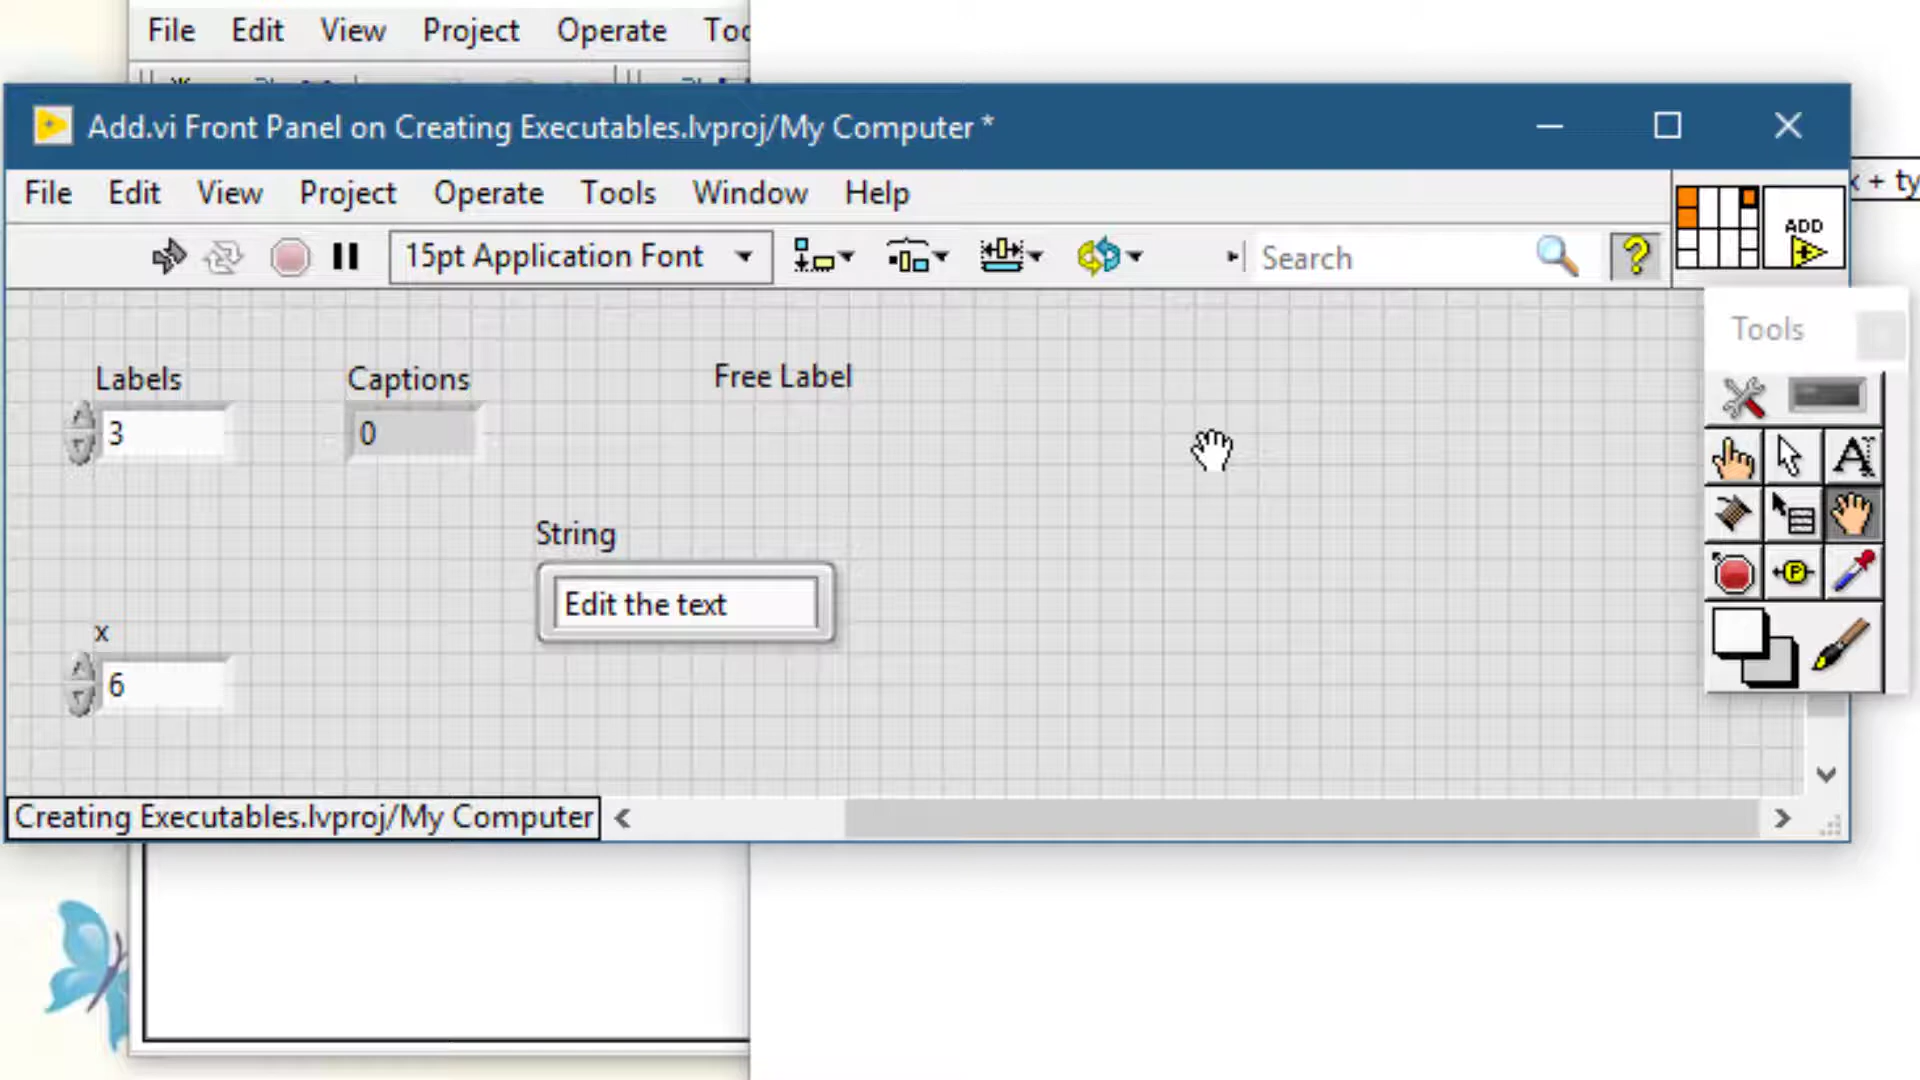 File Edit View Project Operate Too
Add.vi Front Panel on Creating Executables.lvproj/My Computer *
File Edit View Project Operate Tools Window Help
x + ty
15pt Application Font
Search
?
ADD
Tools
Labels Captions Free Label
3 0
String
Edit the text
x
6
Creating Executables.lvproj/My Computer